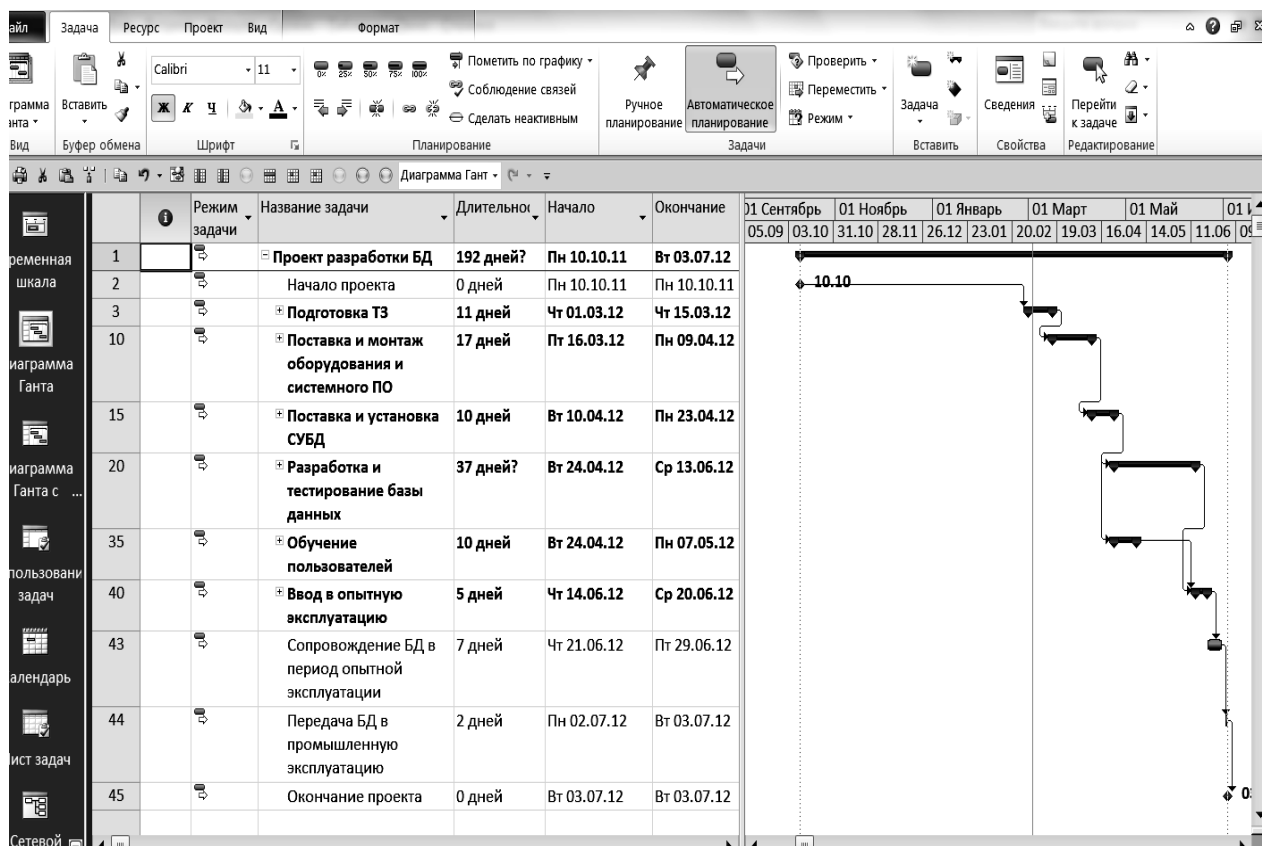 айл Задача Ресурс Проект Вид Формат
Calibri 11 0% 25% 50% 75% 100% Пометить по графику Проверить
Соблюдение связей Переместить
грамма Вставить Ж К Ч А Сделать неактивным Ручное Автоматическое Режим Задача Сведения Перейти
анта планирование планирование к задаче
Вид Буфер обмена Шрифт Планирование Задачи Вставить Свойства Редактирование
Диаграмма Гант
Режим Название задачи Длительнос Начало Окончание 01 Сентябрь 01 Ноябрь 01 Январь 01 Март 01 Май 01
задачи 05.09 03.10 31.10 28.11 26.12 23.01 20.02 19.03 16.04 14.05 11.06 09
ременная
шкала
иаграмма
Ганта
иаграмма
Ганта с ...
пользовани
задач
алендарь
ист задач
Сетевой
1 Проект разработки БД 192 дней? Пн 10.10.11 Вт 03.07.12
2 Начало проекта 0 дней Пн 10.10.11 Пн 10.10.11 10.10
3 Подготовка ТЗ 11 дней Чт 01.03.12 Чт 15.03.12
10 Поставка и монтаж 17 дней Пт 16.03.12 Пн 09.04.12
оборудования и
системного ПО
15 Поставка и установка 10 дней Вт 10.04.12 Пн 23.04.12
СУБД
20 Разработка и 37 дней? Вт 24.04.12 Ср 13.06.12
тестирование базы
данных
35 Обучение 10 дней Вт 24.04.12 Пн 07.05.12
пользователей
40 Ввод в опытную 5 дней Чт 14.06.12 Ср 20.06.12
эксплуатацию
43 Сопровождение БД в 7 дней Чт 21.06.12 Пт 29.06.12
период опытной
эксплуатации
44 Передача БД в 2 дней Пн 02.07.12 Вт 03.07.12
промышленную
эксплуатацию
45 Окончание проекта 0 дней Вт 03.07.12 Вт 03.07.12